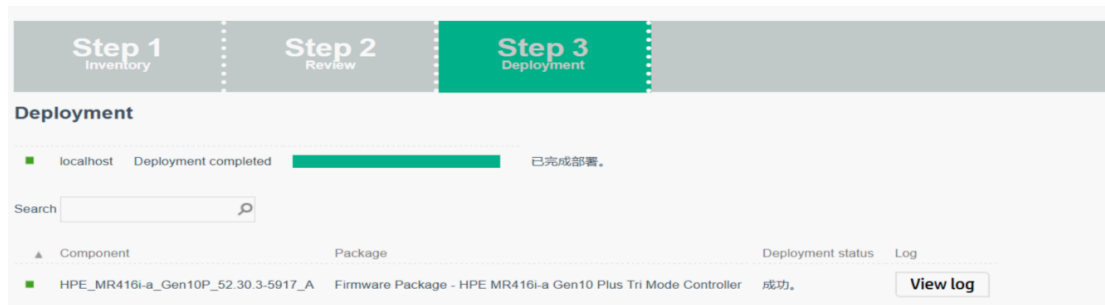 Step 1
Inventory
Step 2
Review
Step 3
Deployment
Deployment
localhost Deployment completed 已完成部署。
Search
Component Package Deployment status Log
HPE_MR416i-a_Gen10P_52.30.3-5917_A Firmware Package - HPE MR416i-a Gen10 Plus Tri Mode Controller 成功。 View log